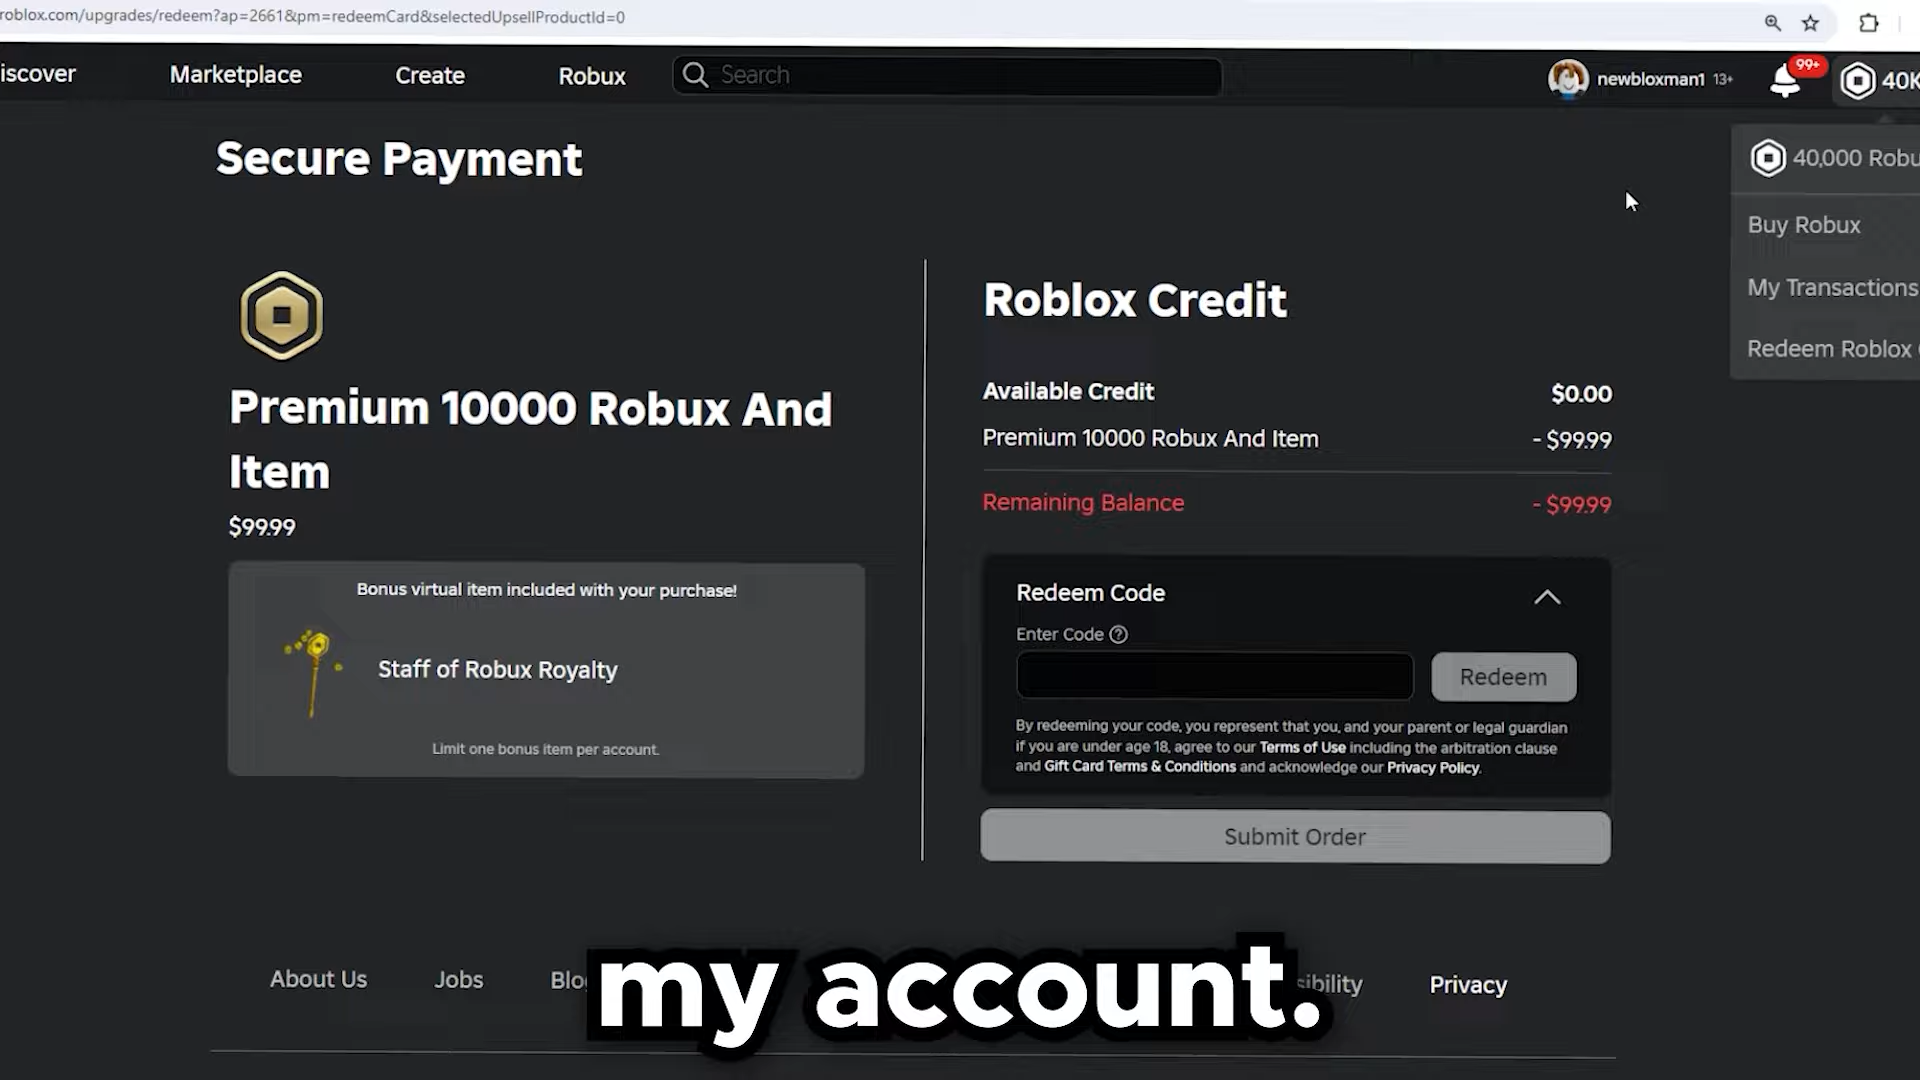 roblox.com/upgrades/redeem?ap=2661&pm=redeemCard&selectedUpsellProductId=0
iscover Marketplace Create Robux Search newbloxman1 13+ 99+ 40K
40,000 Robu
Buy Robux
My Transactions
Redeem Roblox
Secure Payment
Premium 10000 Robux And
Item
$99.99
Bonus virtual item included with your purchase!
Staff of Robux Royalty
Limit one bonus item per account.
Roblox Credit
Available Credit $0.00
Premium 10000 Robux And Item - $99.99
Remaining Balance - $99.99
Redeem Code
Enter Code ?
Redeem
By redeeming your code, you represent that you, and your parent or legal guardian
if you are under age 18, agree to our Terms of Use including the arbitration clause
and Gift Card Terms & Conditions and acknowledge our Privacy Policy.
Submit Order
About Us Jobs Blo sibility Privacy
my account.